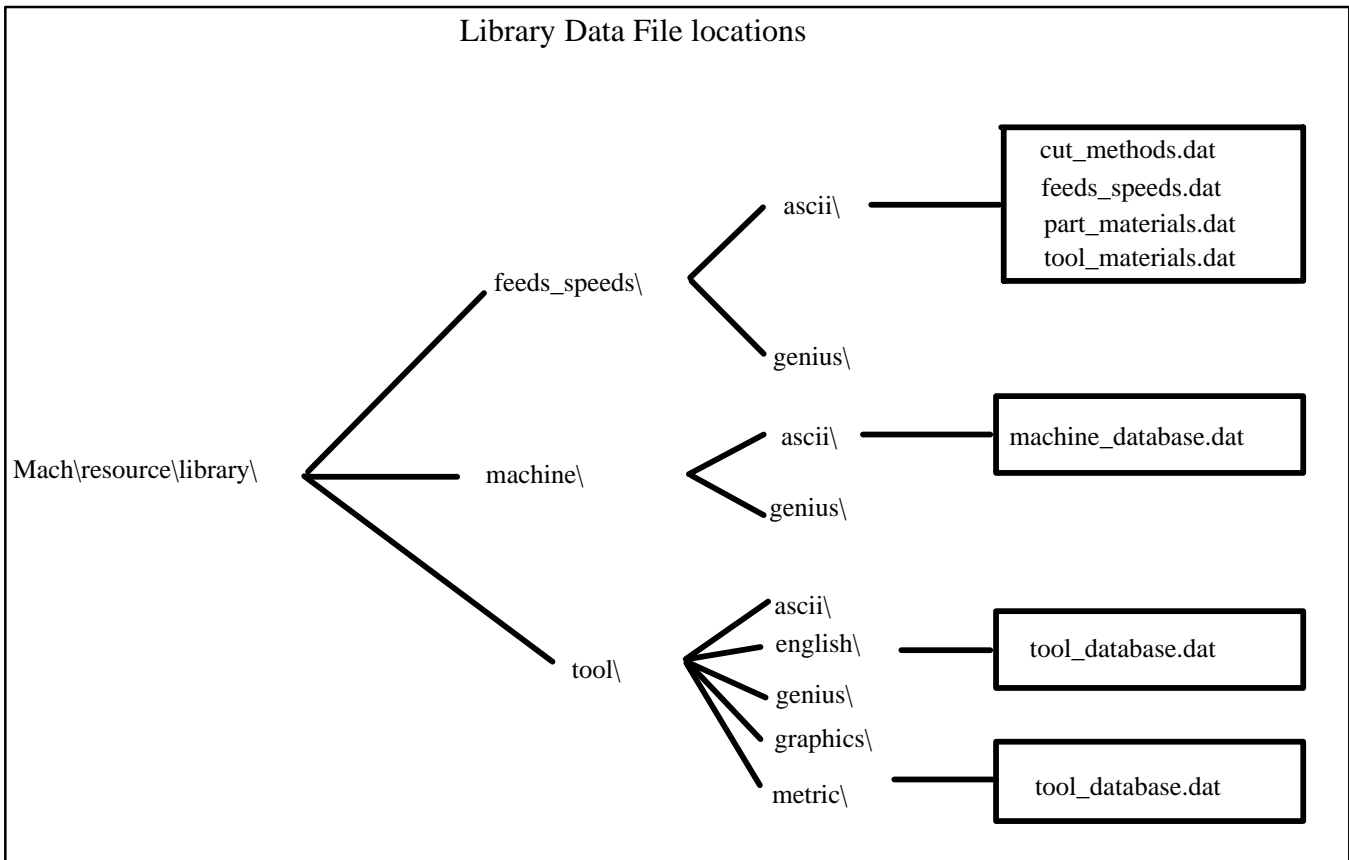 Library Data File locations
cut_methods.dat
feeds_speeds.dat
part_materials.dat
tool_materials.dat
ascii\
feeds_speeds\
genius\
ascii\
machine_database.dat
Mach\resource\library\
machine\
genius\
ascii\
english\
tool_database.dat
tool\
genius\
graphics\
metric\
tool_database.dat